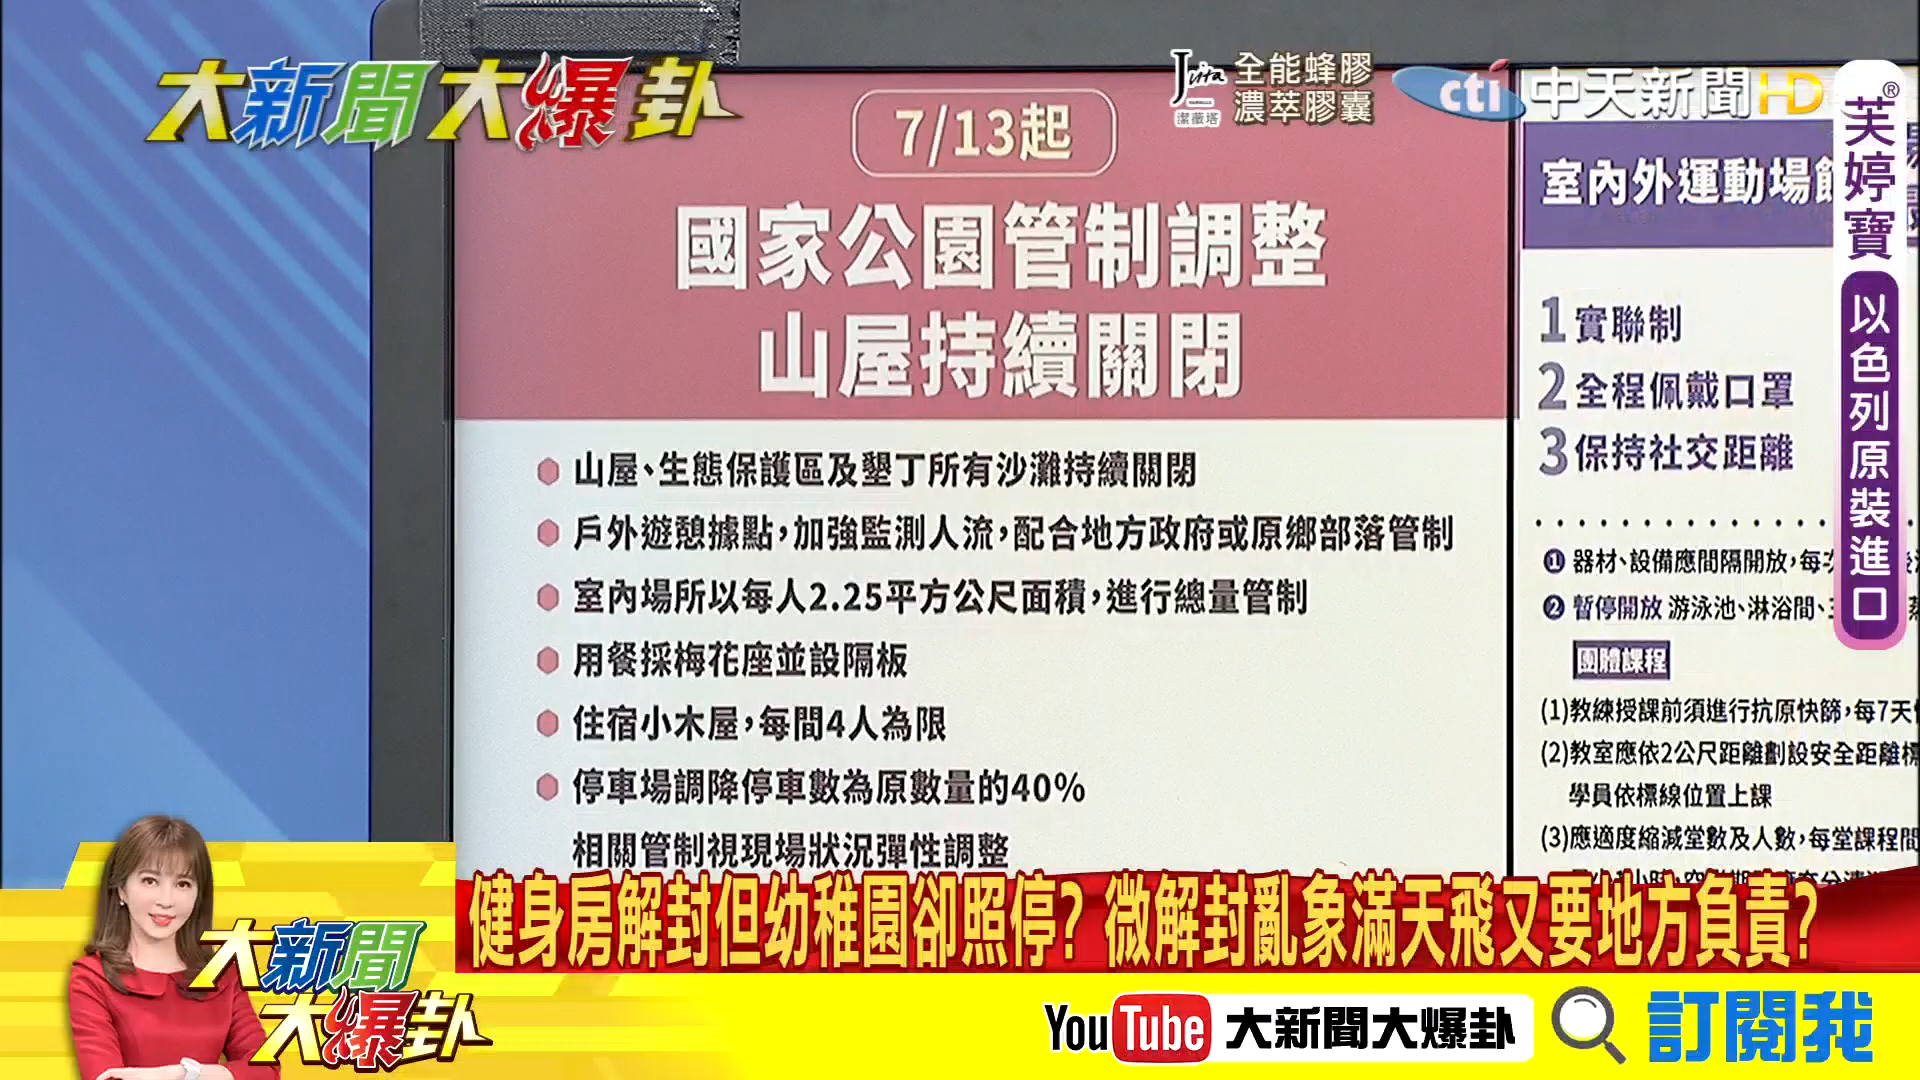 大新聞大爆卦
Jvita
潔薇塔
全能蜂膠
濃萃膠囊
cti 中天新聞HD
芙婷寶®
以色列原裝進口
7/13起
國家公園管制調整
山屋持續關閉
山屋、生態保護區及墾丁所有沙灘持續關閉
戶外遊憩據點,加強監測人流,配合地方政府或原鄉部落管制
室內場所以每人2.25平方公尺面積,進行總量管制
用餐採梅花座並設隔板
住宿小木屋,每間4人為限
停車場調降停車數為原數量的40%
相關管制視現場狀況彈性調整
室內外運動場
1 實聯制
2 全程佩戴口罩
3 保持社交距離
❶ 器材、設備應間隔開放,每
❷ 暫停開放 游泳池、淋浴間、
團體課程
(1)教練授課前須進行抗原快篩,每7天
(2)教室應依2公尺距離劃設安全距離
學員依標線位置上課
(3)應適度縮減堂數及人數,每堂課程間
健身房解封但幼稚園卻照停? 微解封亂象滿天飛又要地方負責?
大新聞
大爆卦
YouTube 大新聞大爆卦 訂閱我